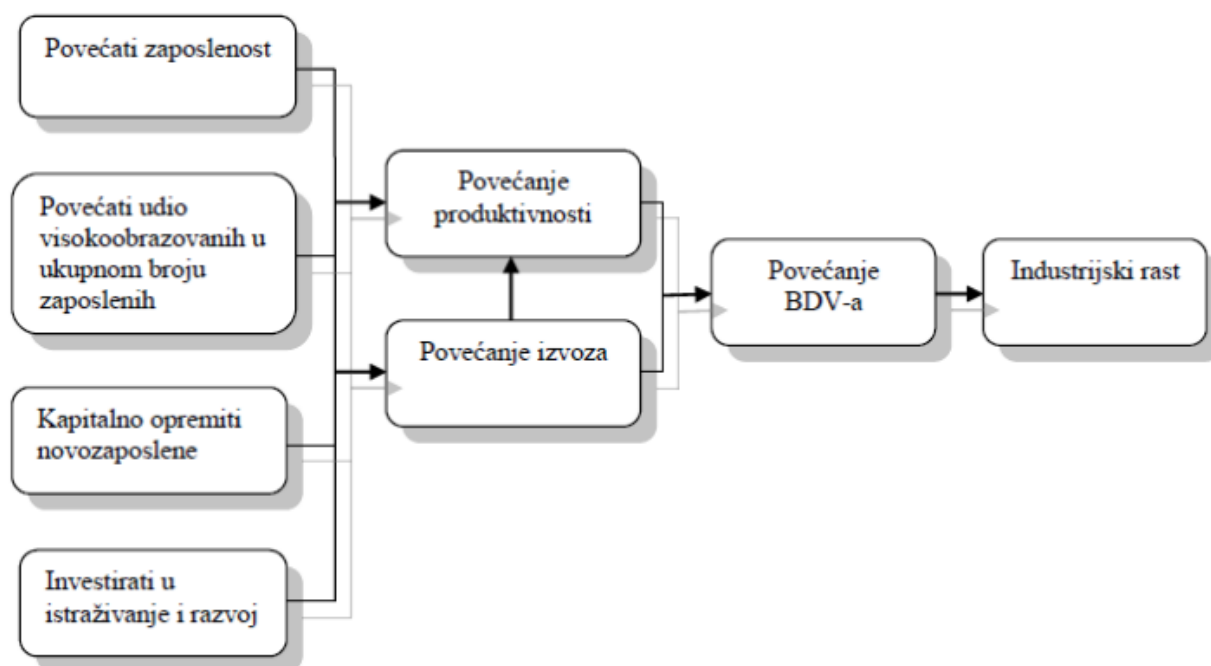 Povećati zaposlenost
Povećati udio
visokoobrazovanih u
ukupnom broju
zaposlenih
Kapitalno opremiti
novozaposlene
Investirati u
istraživanje i razvoj
Povećanje
produktivnosti
Povećanje izvoza
Povećanje
BDV-a
Industrijski rast